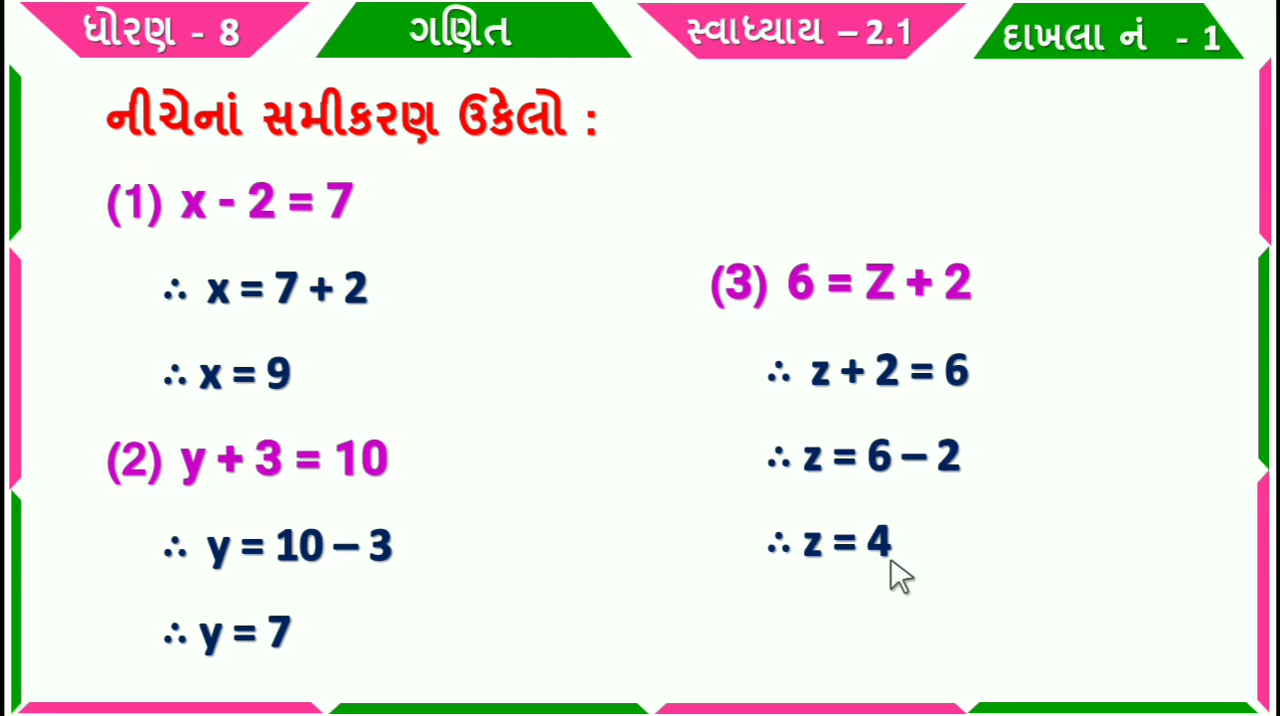 ધોરણ - 8
ગણિત
સ્વાધ્યાય – 2.1
દાખલા નં - 1
નીચેનાં સમીકરણ ઉકેલો :
(1) x - 2 = 7
∴ x = 7 + 2
∴ x = 9
(2) y + 3 = 10
∴ y = 10 – 3
∴ y = 7
(3) 6 = Z + 2
∴ z + 2 = 6
∴ z = 6 – 2
∴ z = 4